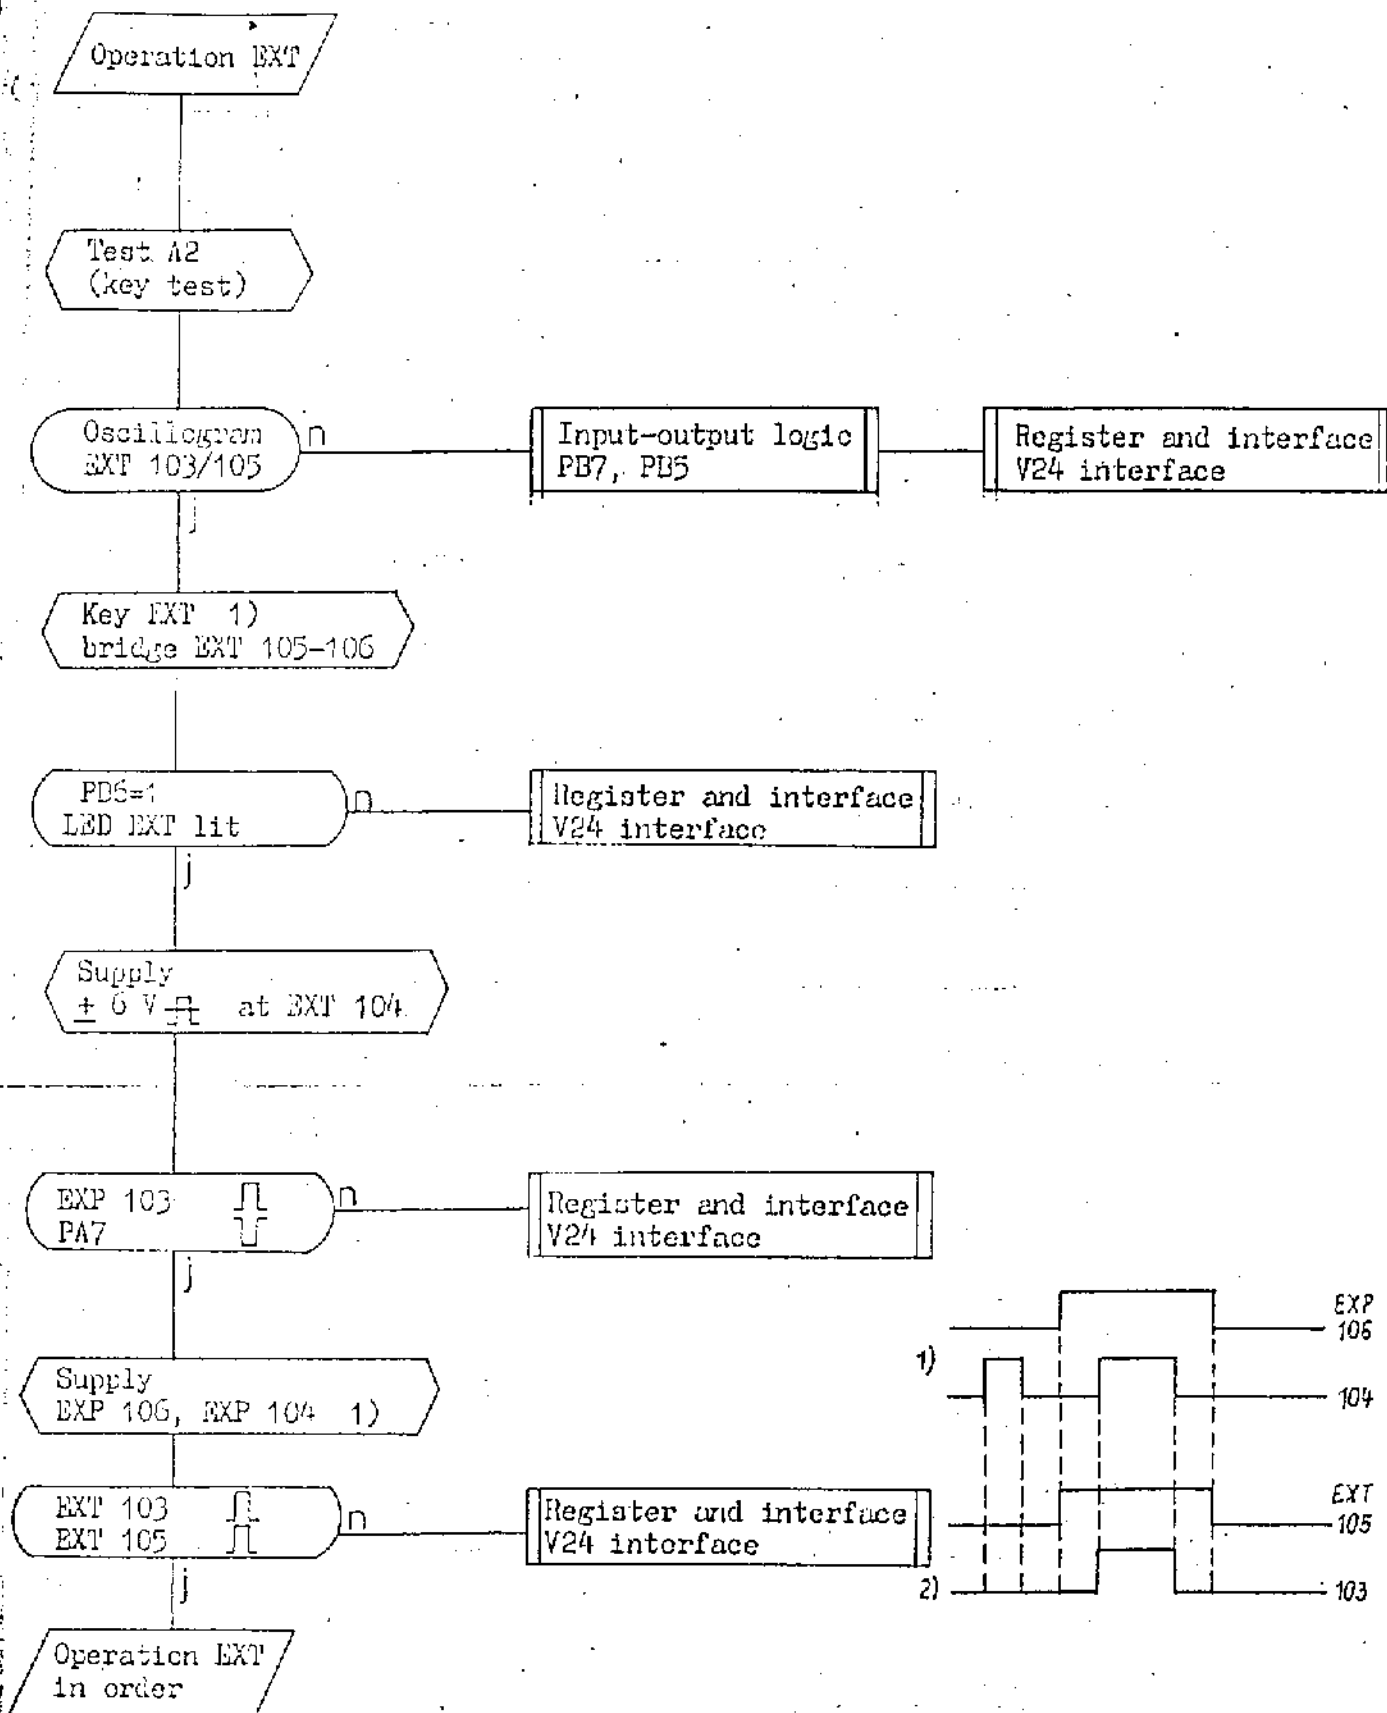 Operation EXT
Test A2
(key test)
Oscillogram
EXT 103/105
n
Input-output logic
PB7, PB5
Register and interface
V24 interface
j
Key EXT 1)
bridge EXT 105-106
LED EXT lit
n
Register and interface
V24 interface
j
Supply
± 6 V at EXT 104
EXP 103
PA7
n
Register and interface
V24 interface
j
Supply
EXP 106, EXP 104 1)
EXT 103
EXT 105
n
Register and interface
V24 interface
j
Operation EXT
in order
EXP
106
1)
104
EXT
105
2)
103